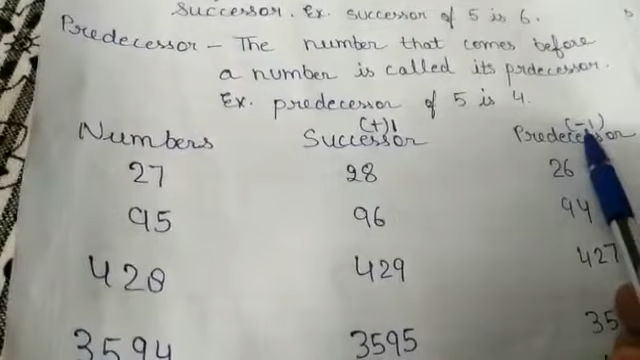 Successor. Ex. successor of 5 is 6.
Predecessor – The number that comes before
a number is called its prdecessor.
Ex. predecessor of 5 is 4.
Numbers Successor (+)1 Predecessor (-1)
27 28 26
95 96 94
428 429 427
3594 3595 35